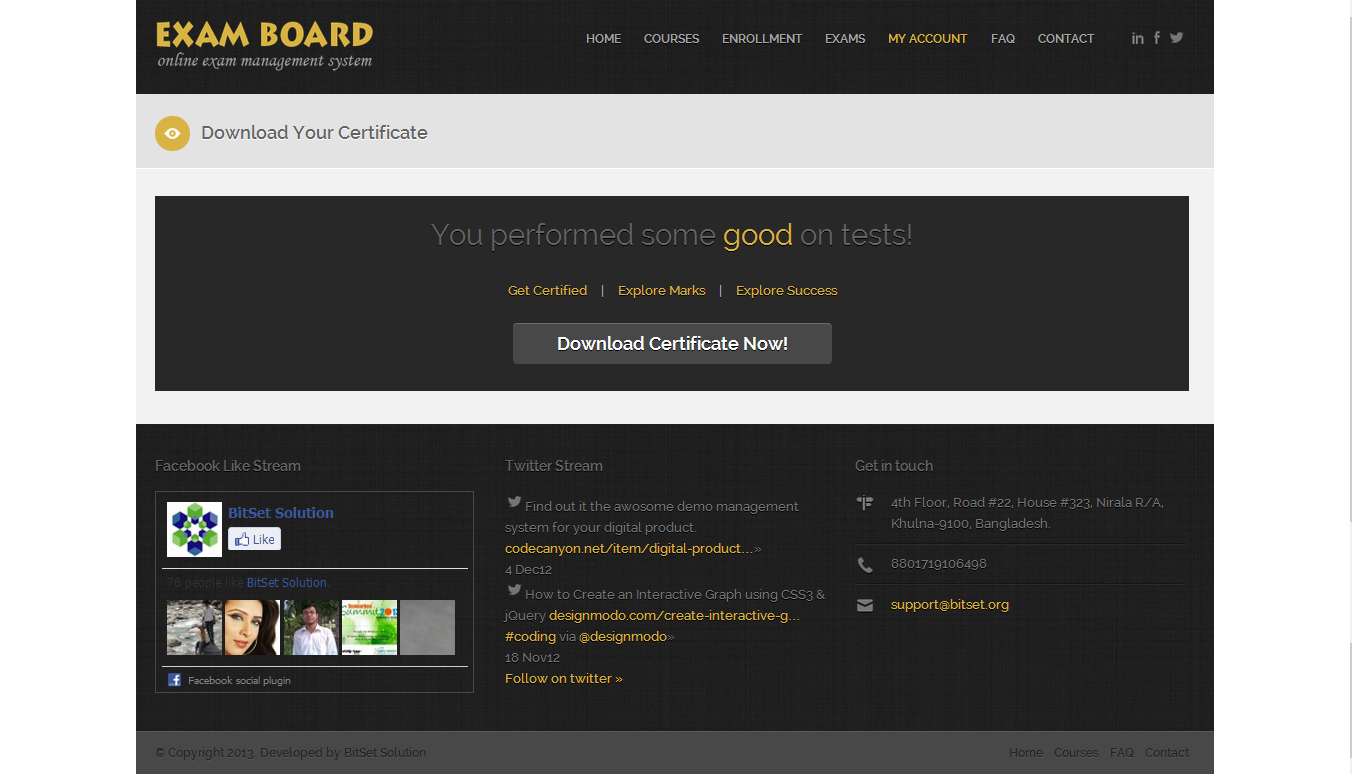 EXAM BOARD
online exam management system
HOME COURSES ENROLLMENT EXAMS MY ACCOUNT FAQ CONTACT
Download Your Certificate
You performed some good on tests!
Get Certified | Explore Marks | Explore Success
Download Certificate Now!
Facebook Like Stream
BitSet Solution
Like
76 people like BitSet Solution.
Facebook social plugin
Twitter Stream
Find out it the awosome demo management
system for your digital product.
codecanyon.net/item/digital-product…»
4 Dec12
How to Create an Interactive Graph using CSS3 &
jQuery designmodo.com/create-interactive-g…
#coding via @designmodo»
18 Nov12
Follow on twitter »
Get in touch
4th Floor, Road #22, House #323, Nirala R/A,
Khulna-9100, Bangladesh.
8801719106498
support@bitset.org
© Copyright 2013. Developed by BitSet Solution
Home Courses FAQ Contact